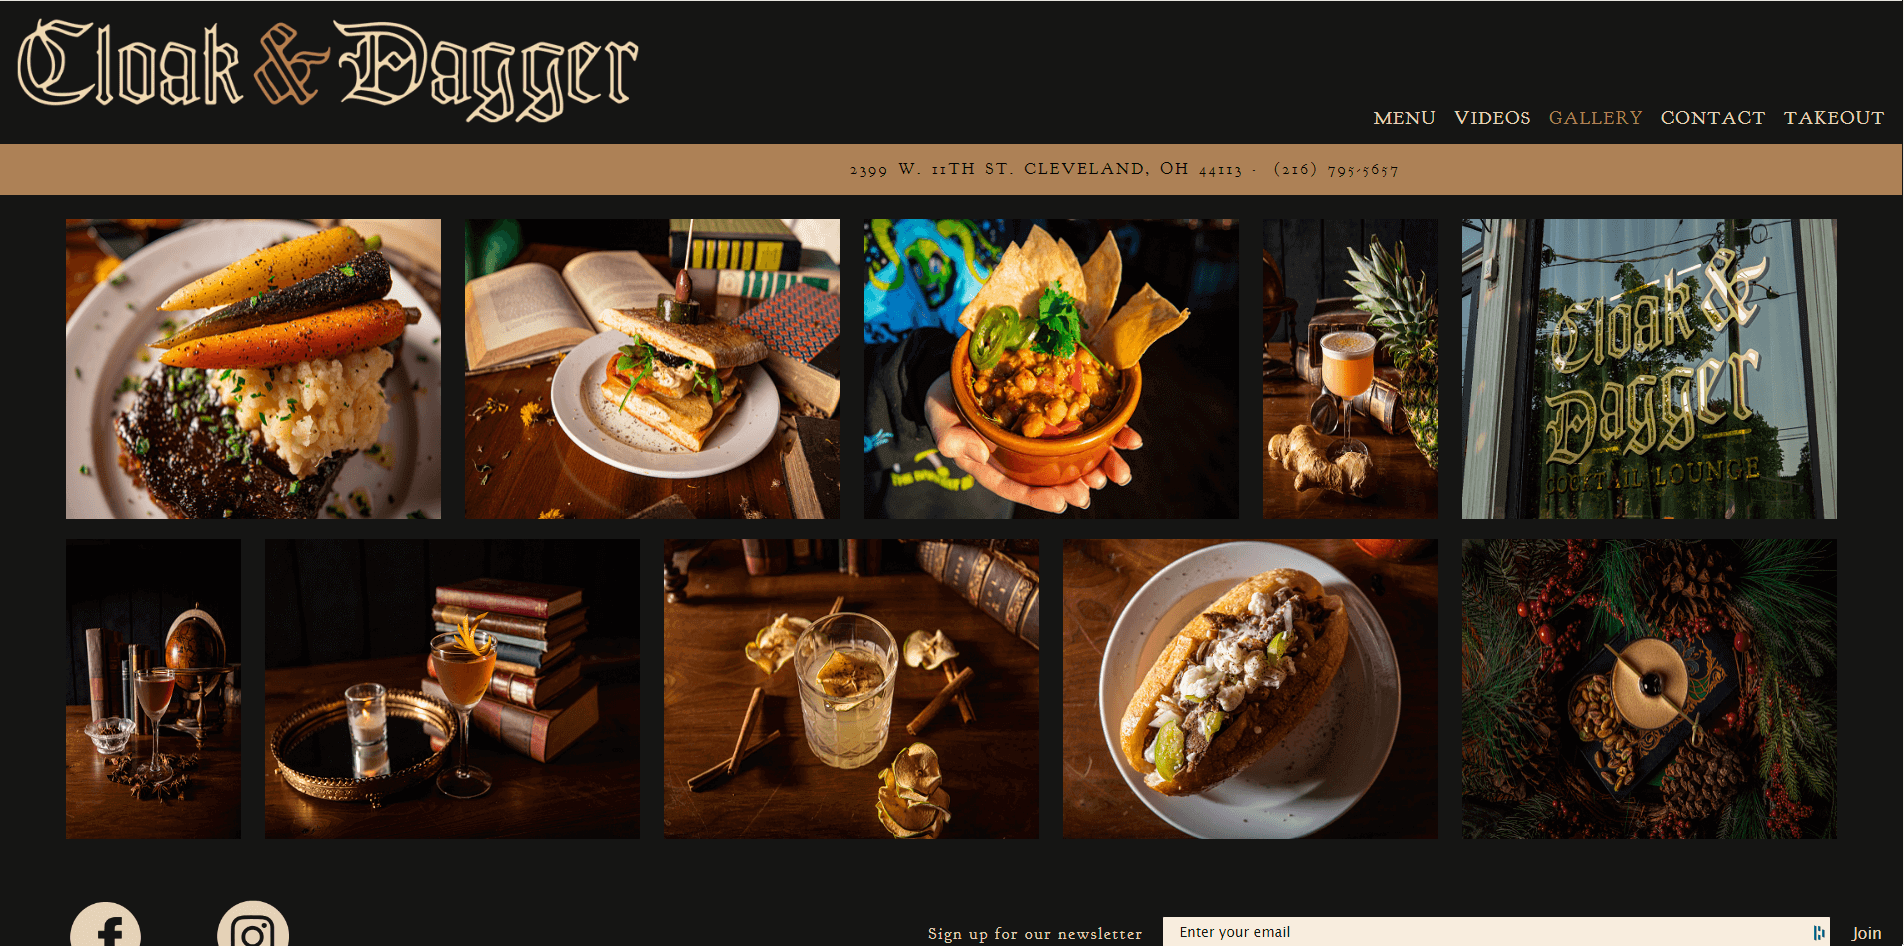 Cloak & Dagger
MENU VIDEOS GALLERY CONTACT TAKEOUT
2399 W. 11TH ST. CLEVELAND, OH 44113 - (216) 795-5657
Cloak &
Dagger
COCKTAIL LOUNGE
Sign up for our newsletter
Enter your email
Join